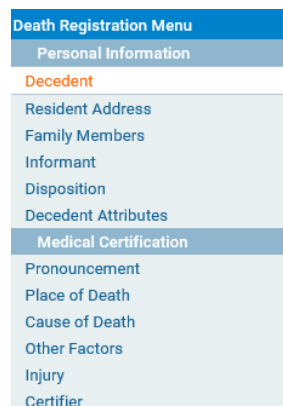 Death Registration Menu
Personal Information
Decedent
Resident Address
Family Members
Informant
Disposition
Decedent Attributes
Medical Certification
Pronouncement
Place of Death
Cause of Death
Other Factors
Injury
Certifier